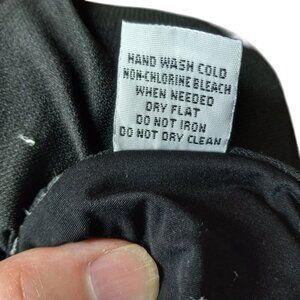 HAND WASH COLD
NON-CHLORINE BLEACH
WHEN NEEDED
DRY FLAT
DO NOT IRON
DO NOT DRY CLEAN